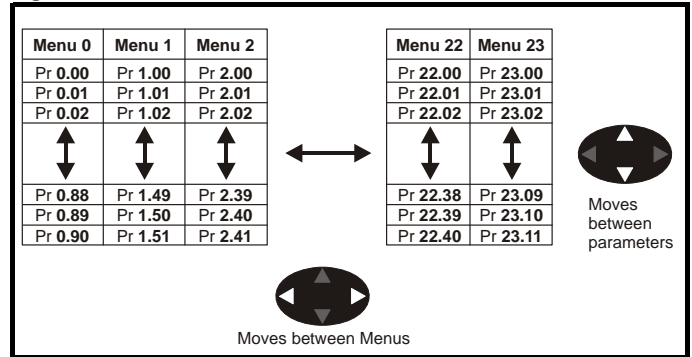 Menu 0 Menu 1 Menu 2 Menu 22 Menu 23
Pr 0.00 Pr 1.00 Pr 2.00 Pr 22.00 Pr 23.00
Pr 0.01 Pr 1.01 Pr 2.01 Pr 22.01 Pr 23.01
Pr 0.02 Pr 1.02 Pr 2.02 Pr 22.02 Pr 23.02
Pr 0.88 Pr 1.49 Pr 2.39 Pr 22.38 Pr 23.09
Pr 0.89 Pr 1.50 Pr 2.40 Pr 22.39 Pr 23.10
Pr 0.90 Pr 1.51 Pr 2.41 Pr 22.40 Pr 23.11
Moves
between
parameters
Moves between Menus